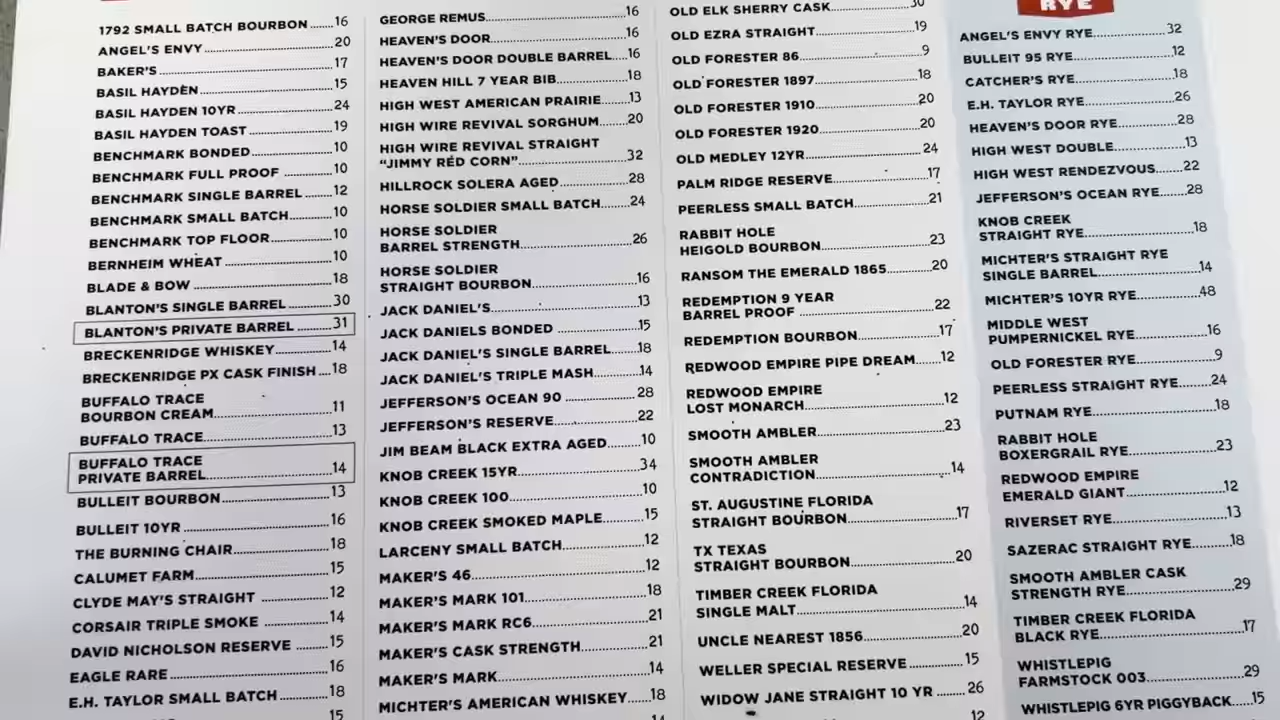 1792 SMALL BATCH BOURBON.......16
ANGEL'S ENVY.......20
BAKER'S.......17
BASIL HAYDEN.......15
BASIL HAYDEN 10YR.......24
BASIL HAYDEN TOAST.......19
BENCHMARK BONDED.......10
BENCHMARK FULL PROOF.......10
BENCHMARK SINGLE BARREL.......12
BENCHMARK SMALL BATCH.......10
BENCHMARK TOP FLOOR.......10
BERNHEIM WHEAT.......10
BLADE & BOW.......18
BLANTON'S SINGLE BARREL.......30
BLANTON'S PRIVATE BARREL.......31
BRECKENRIDGE WHISKEY.......14
BRECKENRIDGE PX CASK FINISH....18
BUFFALO TRACE
BOURBON CREAM.......11
BUFFALO TRACE.......13
BUFFALO TRACE
PRIVATE BARREL.......14
BULLEIT BOURBON.......13
BULLEIT 10YR.......16
THE BURNING CHAIR.......18
CALUMET FARM.......15
CLYDE MAY'S STRAIGHT.......12
CORSAIR TRIPLE SMOKE.......14
DAVID NICHOLSON RESERVE.......15
EAGLE RARE.......16
E.H. TAYLOR SMALL BATCH.......18
15
GEORGE REMUS.......16
HEAVEN'S DOOR.......16
HEAVEN'S DOOR DOUBLE BARREL....16
HEAVEN HILL 7 YEAR BIB.......18
HIGH WEST AMERICAN PRAIRIE.......13
HIGH WIRE REVIVAL SORGHUM.......20
HIGH WIRE REVIVAL STRAIGHT
"JIMMY RED CORN".......32
HILLROCK SOLERA AGED.......28
HORSE SOLDIER SMALL BATCH.......24
HORSE SOLDIER
BARREL STRENGTH.......26
HORSE SOLDIER
STRAIGHT BOURBON.......16
JACK DANIEL'S.......13
JACK DANIELS BONDED.......15
JACK DANIEL'S SINGLE BARREL.......18
JACK DANIEL'S TRIPLE MASH.......14
JEFFERSON'S OCEAN 90.......28
JEFFERSON'S RESERVE.......22
JIM BEAM BLACK EXTRA AGED.......10
KNOB CREEK 15YR.......34
KNOB CREEK 100.......10
KNOB CREEK SMOKED MAPLE.......15
LARCENY SMALL BATCH.......12
MAKER'S 46.......12
MAKER'S MARK 101.......18
MAKER'S MARK RC6.......21
MAKER'S CASK STRENGTH.......21
MAKER'S MARK.......14
MICHTER'S AMERICAN WHISKEY.......18
OLD ELK SHERRY CASK.......30
OLD EZRA STRAIGHT.......19
OLD FORESTER 86.......9
OLD FORESTER 1897.......18
OLD FORESTER 1910.......20
OLD FORESTER 1920.......20
OLD MEDLEY 12YR.......24
PALM RIDGE RESERVE.......17
PEERLESS SMALL BATCH.......21
RABBIT HOLE
HEIGOLD BOURBON.......23
RANSOM THE EMERALD 1865.......20
REDEMPTION 9 YEAR
BARREL PROOF.......22
REDEMPTION BOURBON.......17
REDWOOD EMPIRE PIPE DREAM.......12
REDWOOD EMPIRE
LOST MONARCH.......12
SMOOTH AMBLER.......23
SMOOTH AMBLER
CONTRADICTION.......14
ST. AUGUSTINE FLORIDA
STRAIGHT BOURBON.......17
TX TEXAS
STRAIGHT BOURBON.......20
TIMBER CREEK FLORIDA
SINGLE MALT.......14
UNCLE NEAREST 1856.......20
WELLER SPECIAL RESERVE.......15
WIDOW JANE STRAIGHT 10 YR.......26
12
RYE
ANGEL'S ENVY RYE.......32
BULLEIT 95 RYE.......12
CATCHER'S RYE.......18
E.H. TAYLOR RYE.......26
HEAVEN'S DOOR RYE.......28
HIGH WEST DOUBLE.......13
HIGH WEST RENDEZVOUS.......22
JEFFERSON'S OCEAN RYE.......28
KNOB CREEK
STRAIGHT RYE.......18
MICHTER'S STRAIGHT RYE
SINGLE BARREL.......14
MICHTER'S 10YR RYE.......48
MIDDLE WEST
PUMPERNICKEL RYE.......16
OLD FORESTER RYE.......9
PEERLESS STRAIGHT RYE.......24
PUTNAM RYE.......18
RABBIT HOLE
BOXERGRAIL RYE.......23
REDWOOD EMPIRE
EMERALD GIANT.......12
RIVERSET RYE.......13
SAZERAC STRAIGHT RYE.......18
SMOOTH AMBLER CASK
STRENGTH RYE.......29
TIMBER CREEK FLORIDA
BLACK RYE.......17
WHISTLEPIG
FARMSTOCK 003.......29
WHISTLEPIG 6YR PIGGYBACK.....15